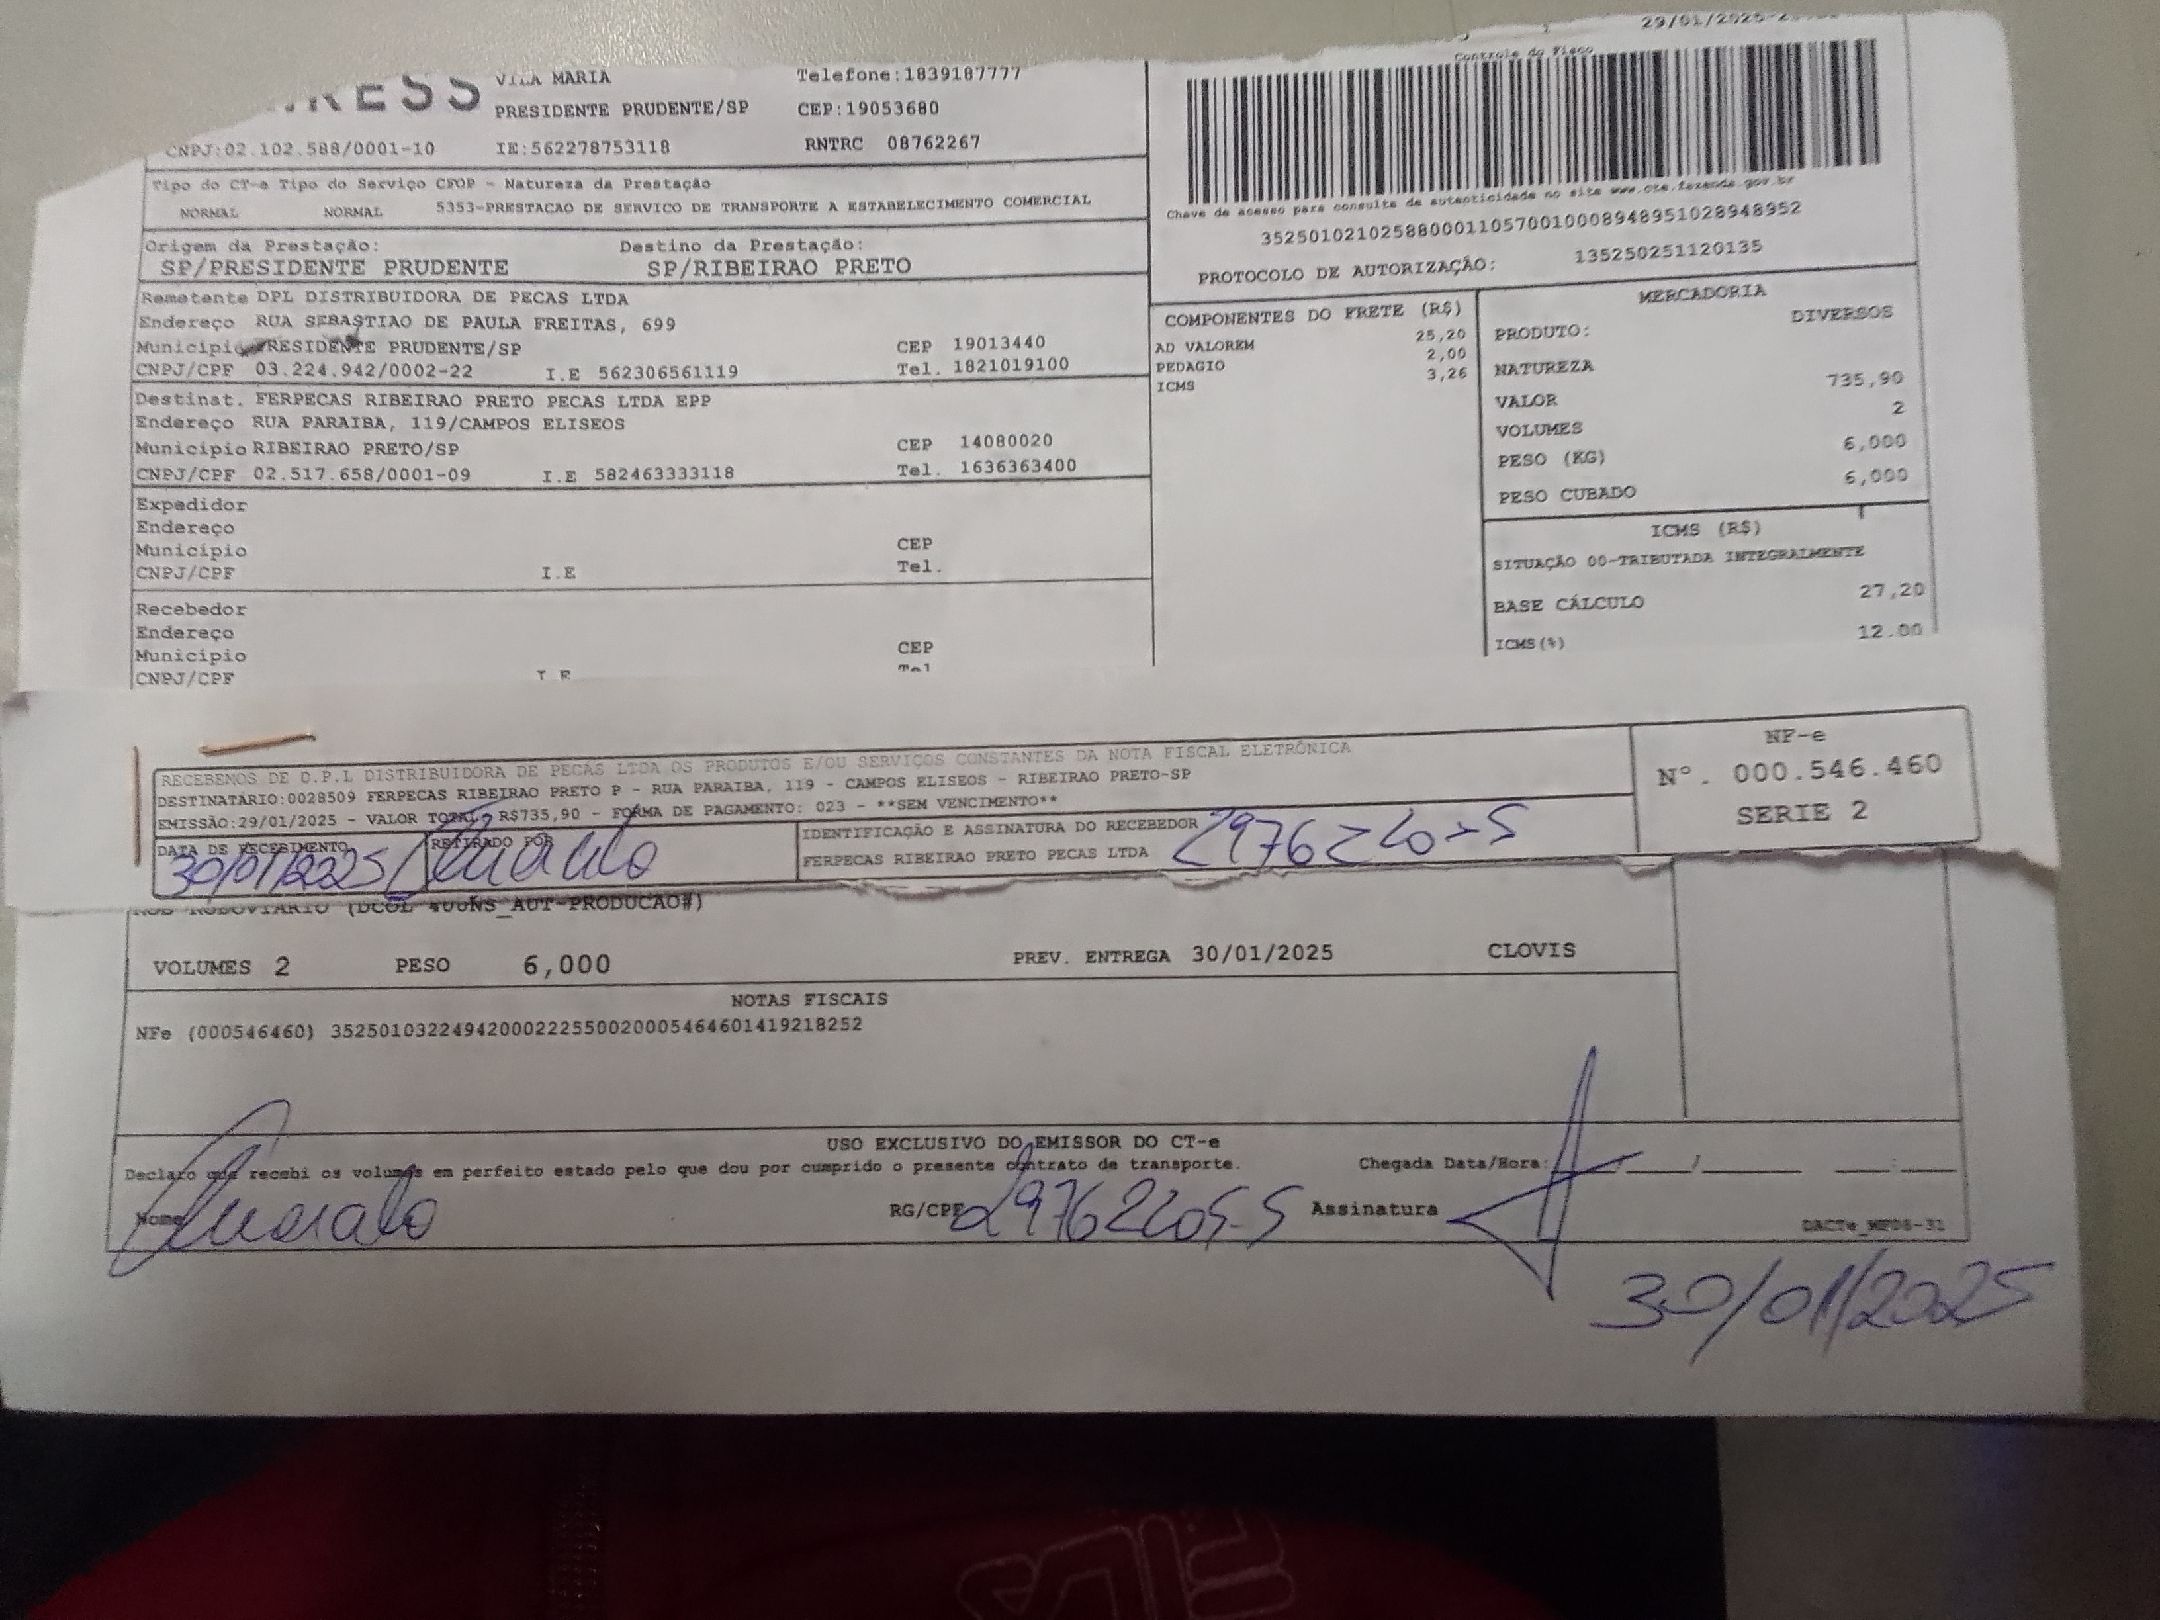 29/01/2025
Controle do Fisco
VILA MARIA Telefone:1839187777
PRESIDENTE PRUDENTE/SP CEP:19053680
CNPJ:02.102.588/0001-10 IE:562278753118 RNTRC 08762267
Tipo do CT-e Tipo do Serviço CFOP - Natureza da Prestação
NORMAL NORMAL 5353-PRESTACAO DE SERVICO DE TRANSPORTE A ESTABELECIMENTO COMERCIAL
Chave de acesso para consulta de autenticidade no site www.cte.fazenda.gov.br
35250102102588000110570010008948951028948952
PROTOCOLO DE AUTORIZAÇÃO: 135250251120135
Origem da Prestação: Destino da Prestação:
SP/PRESIDENTE PRUDENTE SP/RIBEIRAO PRETO
Remetente DPL DISTRIBUIDORA DE PECAS LTDA
Endereço RUA SEBASTIAO DE PAULA FREITAS, 699
Município PRESIDENTE PRUDENTE/SP CEP 19013440
CNPJ/CPF 03.224.942/0002-22 I.E 562306561119 Tel. 1821019100
Destinat. FERPECAS RIBEIRAO PRETO PECAS LTDA EPP
Endereço RUA PARAIBA, 119/CAMPOS ELISEOS
Município RIBEIRAO PRETO/SP CEP 14080020
CNPJ/CPF 02.517.658/0001-09 I.E 582463333118 Tel. 1636363400
Expedidor
Endereço
Município CEP
CNPJ/CPF I.E Tel.
Recebedor
Endereço
Município CEP
CNPJ/CPF I.E Tel
COMPONENTES DO FRETE (R$)
AD VALOREM 25,20
PEDAGIO 2,00
ICMS 3,26
MERCADORIA
PRODUTO: DIVERSOS
NATUREZA
VALOR 735,90
VOLUMES 2
PESO (KG) 6,000
PESO CUBADO 6,000
ICMS (R$)
SITUAÇÃO 00-TRIBUTADA INTEGRALMENTE
BASE CÁLCULO 27,20
ICMS(%) 12.00
RECEBEMOS DE D.P.L DISTRIBUIDORA DE PECAS LTDA OS PRODUTOS E/OU SERVIÇOS CONSTANTES DA NOTA FISCAL ELETRÔNICA
DESTINATÁRIO:0028509 FERPECAS RIBEIRAO PRETO P - RUA PARAIBA, 119 - CAMPOS ELISEOS - RIBEIRAO PRETO-SP
EMISSÃO:29/01/2025 - VALOR TOTAL: R$735,90 - FORMA DE PAGAMENTO: 023 - **SEM VENCIMENTO**
DATA DE RECEBIMENTO RETIRADO POR IDENTIFICAÇÃO E ASSINATURA DO RECEBEDOR
30/01/2025 FERPECAS RIBEIRAO PRETO PECAS LTDA 29762205-5
NF-e
Nº. 000.546.460
SERIE 2
VOLUMES 2 PESO 6,000 PREV. ENTREGA 30/01/2025 CLOVIS
NOTAS FISCAIS
NFe (000546460) 35250103224942000222550020005464601419218252
USO EXCLUSIVO DO EMISSOR DO CT-e
Declaro que recebi os volumes em perfeito estado pelo que dou por cumprido o presente contrato de transporte. Chegada Data/Hora: / / :
Nome RG/CPF 29762205-5 Assinatura
30/01/2025